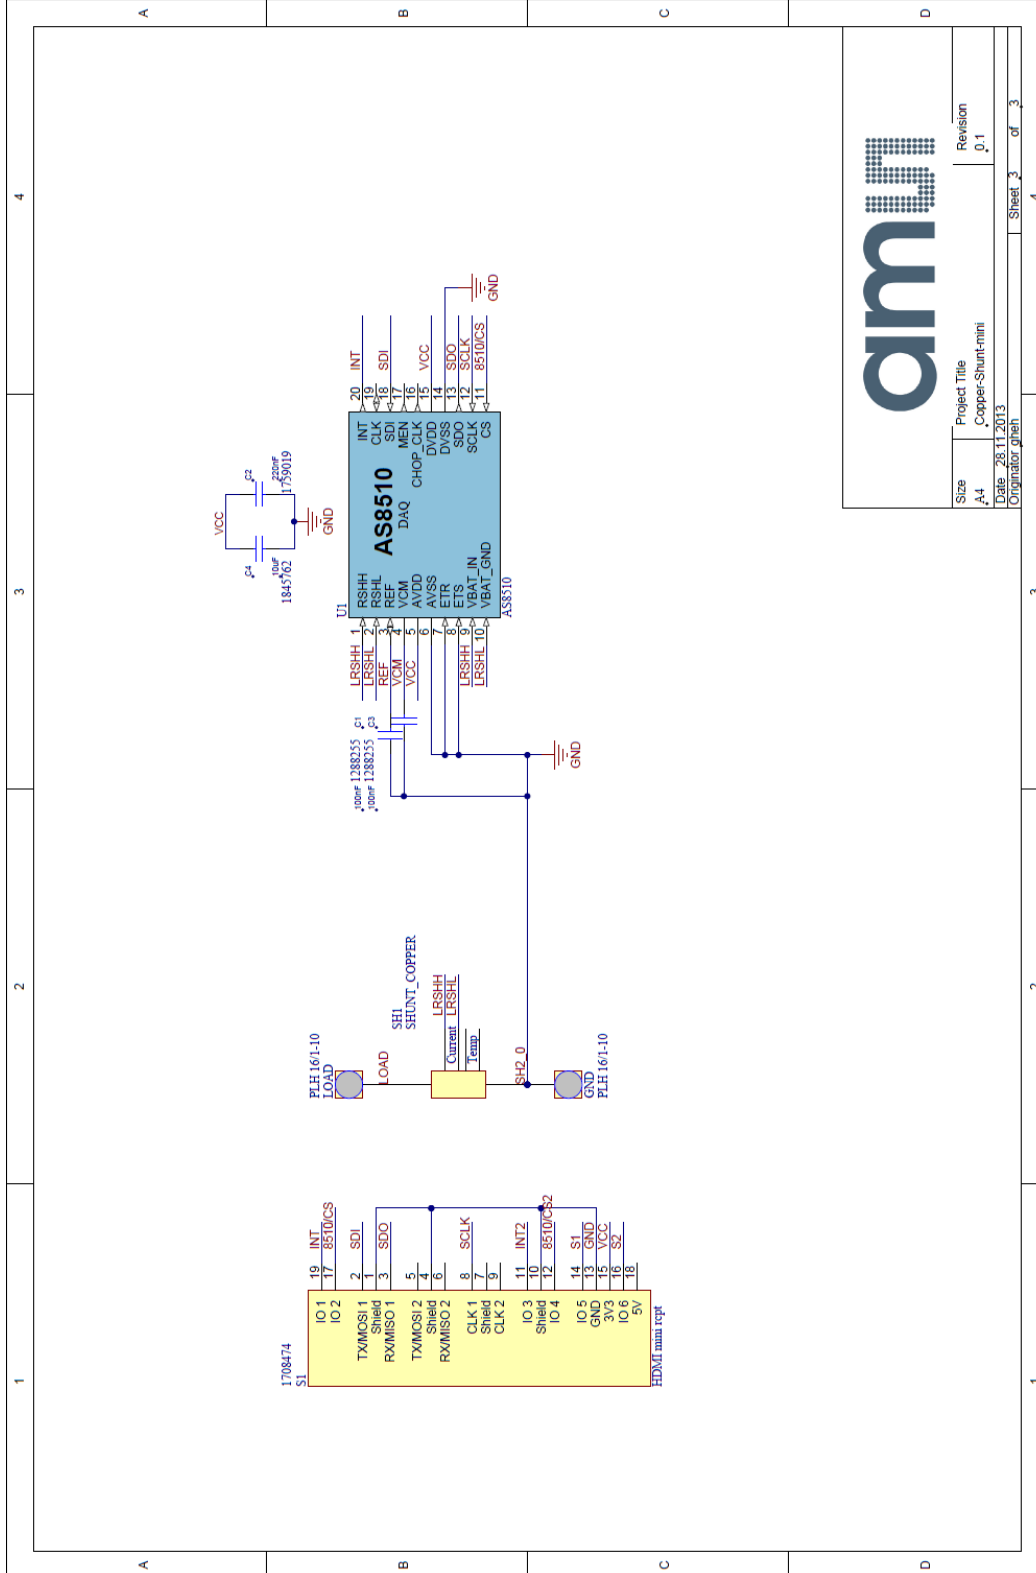 1
2
3
4
A
B
C
D
1708474
S1
19 INT
IO 1
17 8510/CS
IO 2
2 SDI
TX/MOSI 1
1
Shield
3 SDO
RX/MISO 1
5
TX/MOSI 2
4
Shield
6
RX/MISO 2
8 SCLK
CLK 1
7
Shield
9
CLK 2
11 INT2
IO 3
10
Shield
12 8510/CS2
IO 4
14 S1
IO 5
13 GND
GND
15 VCC
3V3
16 S2
IO 6
18
5V
HDMI mini rcpt
PLH 16/1-10
LOAD
LOAD
SH1
SHUNT_COPPER
LRSHH
LRSHL
Current
Temp
SH2_0
GND
PLH 16/1-10
100nF 1288255 C1
100nF 1288255 C3
GND
VCC
C4
10uF
1845762
C2
220nF
1759019
GND
U1
AS8510
DAQ
LRSHH 1 RSHH
LRSHL 2 RSHL
REF 3 REF
VCM 4 VCM
VCC 5 AVDD
6 AVSS
7 ETR
8 ETS
LRSHH 9 VBAT_IN
LRSHL 10 VBAT_GND
INT 20 INT
CLK 19
SDI 18 SDI
MEN 17
CHOP_CLK 16
DVDD 15 VCC
DVSS 14
SDO 13 SDO
SCLK 12 SCLK
CS 11 8510/CS
AS8510
GND
am
Size
A4
Project Title
Copper-Shunt-mini
Revision
0.1
Date 28.11.2013
Originator gheh
Sheet 3 of 3
A
B
C
D
1
2
3
4